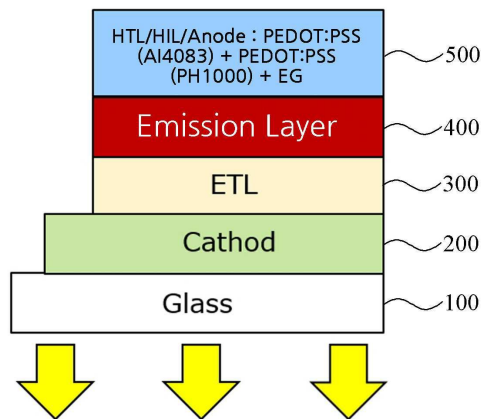 HTL/HIL/Anode : PEDOT:PSS
(AI4083) + PEDOT:PSS
(PH1000) + EG
500
Emission Layer
400
ETL
300
Cathod
200
Glass
100